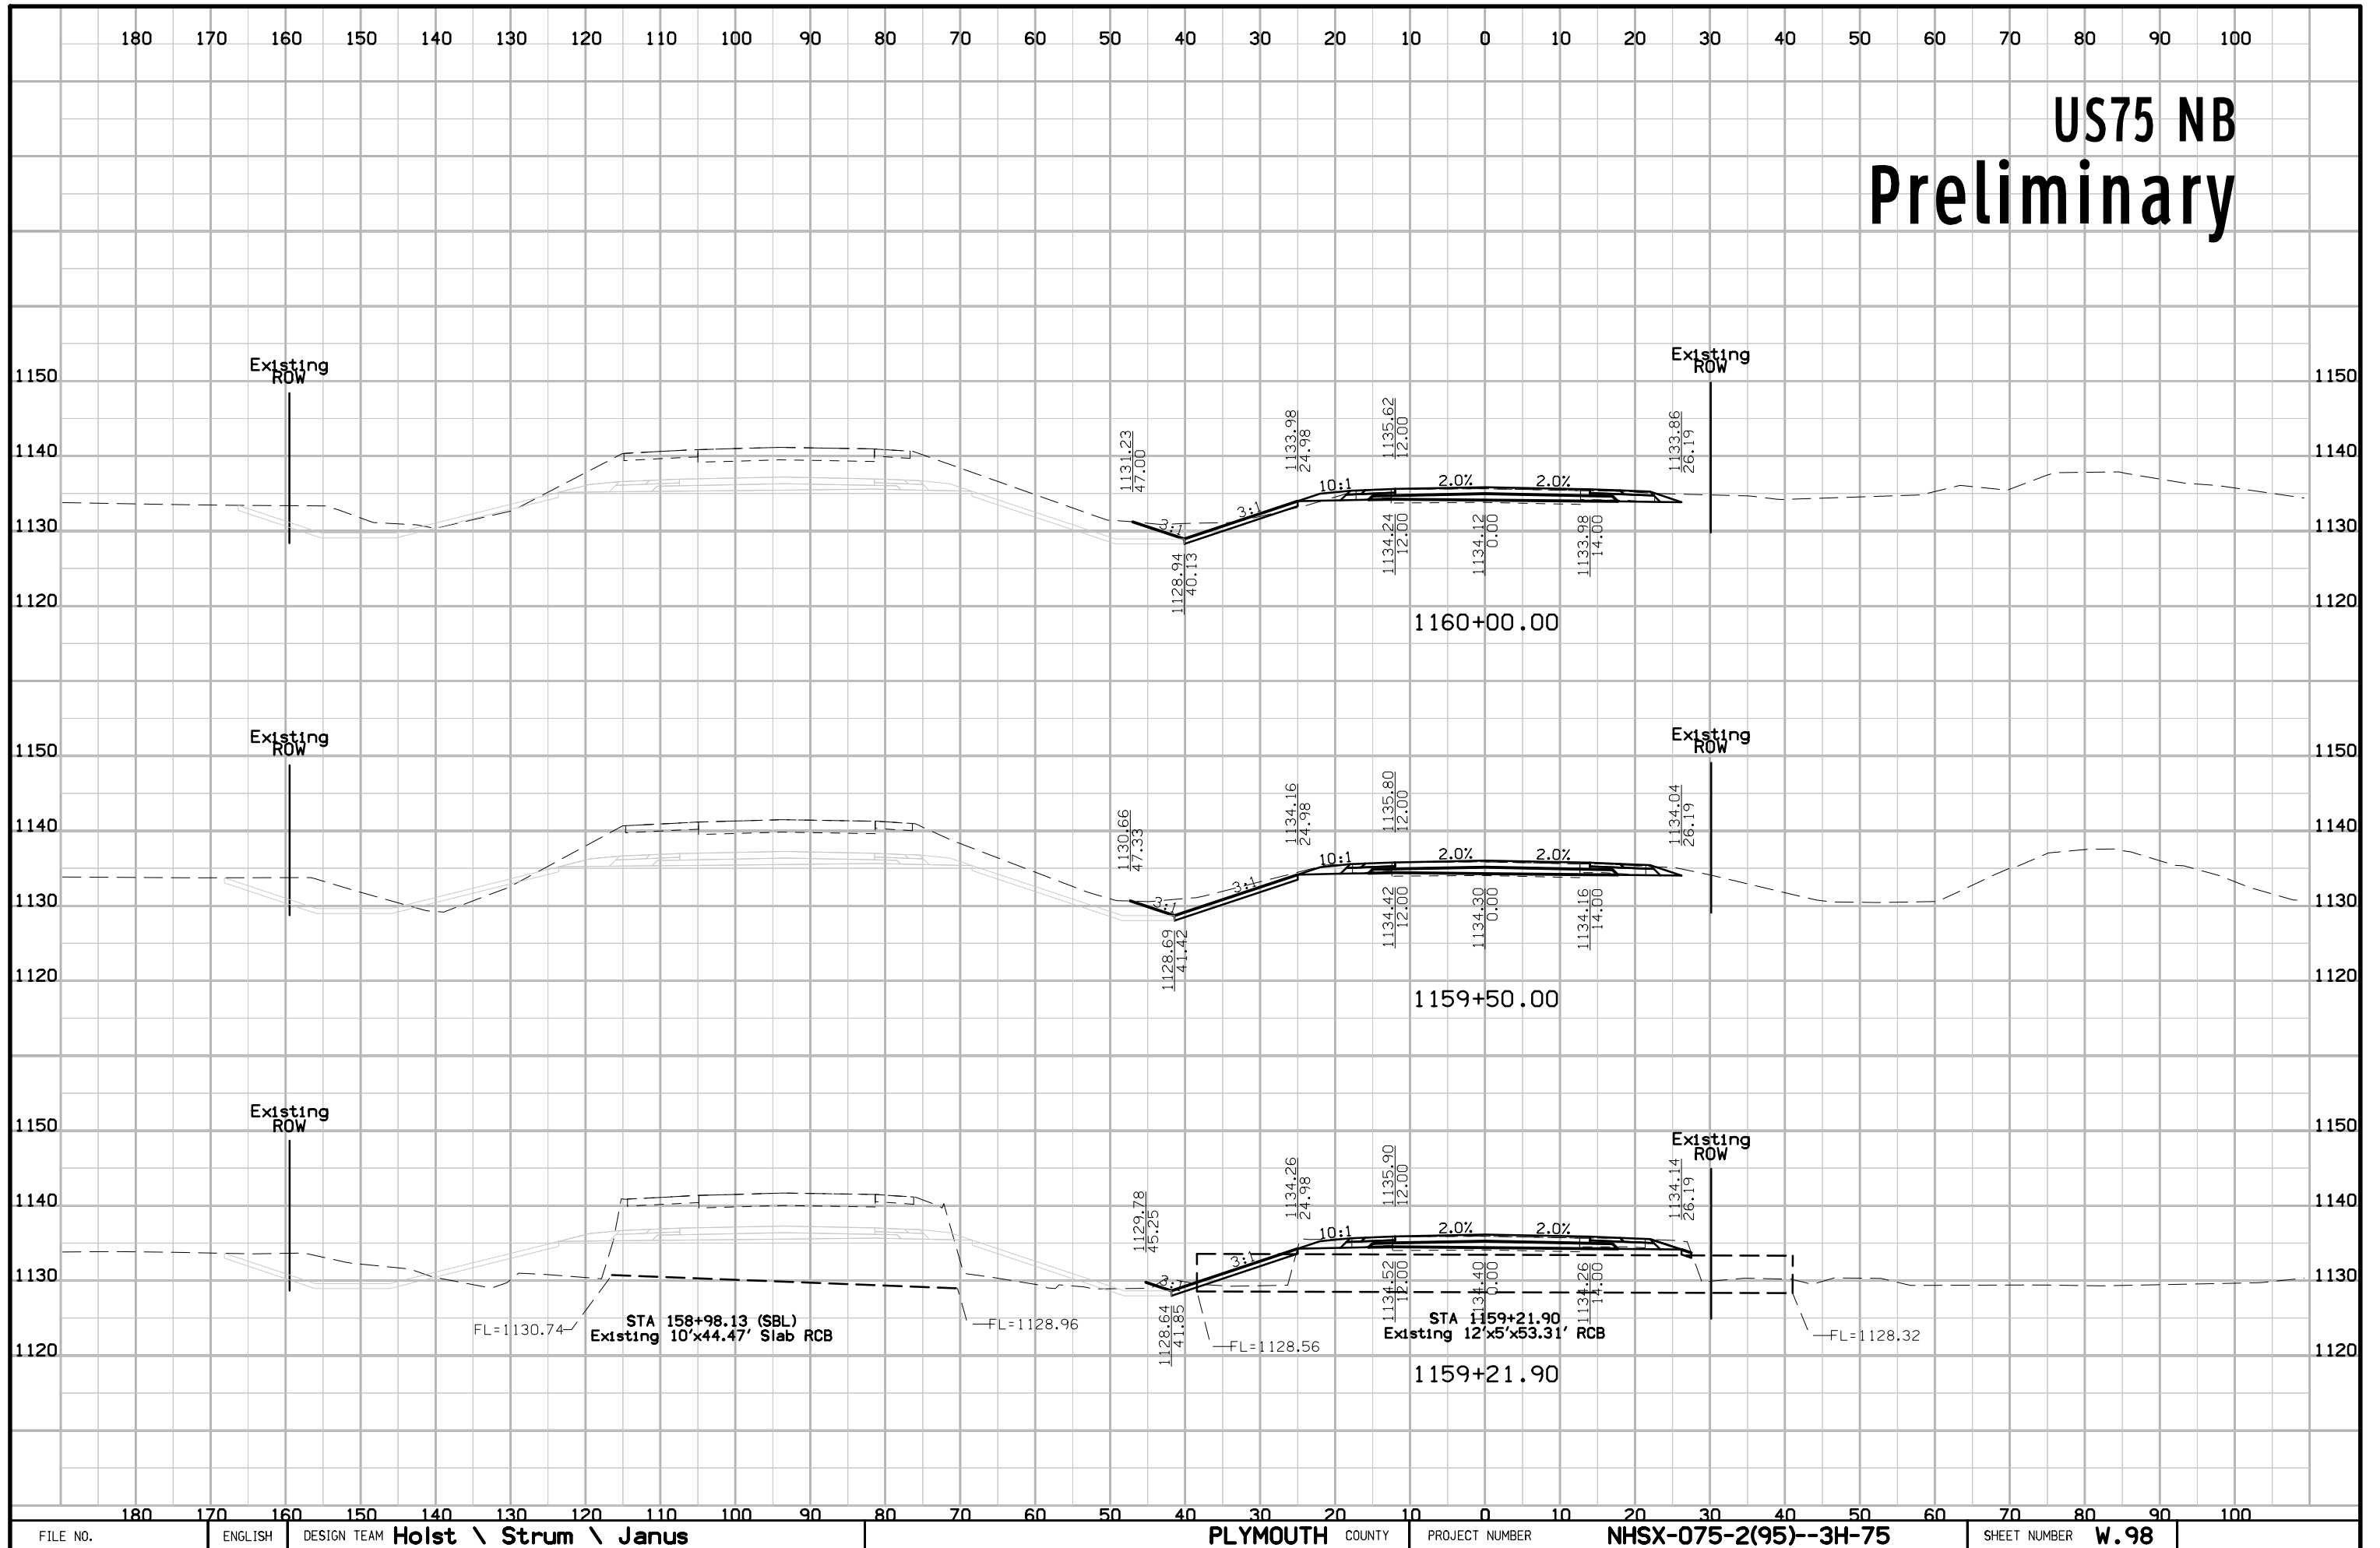 180 170 160 150 140 130 120 110 100 90 80 70 60 50 40 30 20 10 0 10 20 30 40 50 60 70 80 90 100
US75 NB
Preliminary
Existing
ROW
Existing
ROW
1150 1150
1140 1140
1130 1130
1120 1120
1131.23
47.00
1133.98
24.98
1135.62
12.00
1133.86
26.19
3:1 3:1 10:1 2.0% 2.0%
1128.94
40.13
1134.24
12.00
1134.12
0.00
1133.98
14.00
1160+00.00
Existing
ROW
Existing
ROW
1150 1150
1140 1140
1130 1130
1120 1120
1130.66
47.33
1134.16
24.98
1135.80
12.00
1134.04
26.19
3:1 3:1 10:1 2.0% 2.0%
1128.69
41.42
1134.42
12.00
1134.30
0.00
1134.16
14.00
1159+50.00
Existing
ROW
Existing
ROW
1150 1150
1140 1140
1130 1130
1120 1120
1129.78
45.25
1134.26
24.98
1135.90
12.00
1134.14
26.19
3:1 3:1 10:1 2.0% 2.0%
1128.64
41.85
1134.52
12.00
1134.40
0.00
1134.26
14.00
FL=1130.74
STA 158+98.13 (SBL)
Existing 10'x44.47' Slab RCB
FL=1128.96
FL=1128.56
STA 1159+21.90
Existing 12'x5'x53.31' RCB
FL=1128.32
1159+21.90
180 170 160 150 140 130 120 110 100 90 80 70 60 50 40 30 20 10 0 10 20 30 40 50 60 70 80 90 100
FILE NO. ENGLISH DESIGN TEAM Holst \ Strum \ Janus PLYMOUTH COUNTY PROJECT NUMBER NHSX-075-2(95)--3H-75 SHEET NUMBER W.98